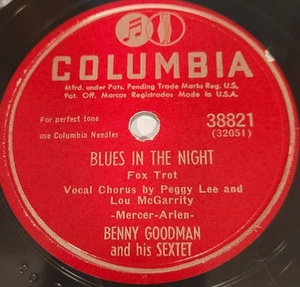 COLUMBIA
Mfrd. under Pats. Pending Trade Marks Reg. U.S.
Pat. Off. Marcas Registradas Made in U.S.A.
For perfect tone
use Columbia Needles
38821
(32051)
BLUES IN THE NIGHT
Fox Trot
Vocal Chorus by Peggy Lee and
Lou McGarrity
-Mercer-Arlen-
BENNY GOODMAN
and his SEXTET